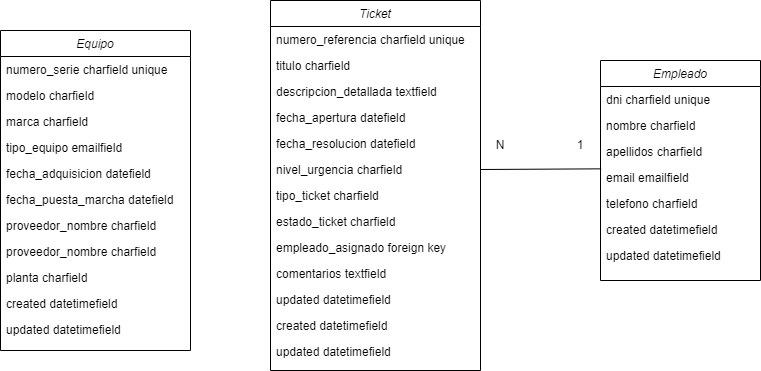 Equipo
numero_serie charfield unique
modelo charfield
marca charfield
tipo_equipo emailfield
fecha_adquisicion datefield
fecha_puesta_marcha datefield
proveedor_nombre charfield
proveedor_nombre charfield
planta charfield
created datetimefield
updated datetimefield
Ticket
numero_referencia charfield unique
titulo charfield
descripcion_detallada textfield
fecha_apertura datefield
fecha_resolucion datefield
nivel_urgencia charfield
tipo_ticket charfield
estado_ticket charfield
empleado_asignado foreign key
comentarios textfield
updated datetimefield
created datetimefield
updated datetimefield
N
1
Empleado
dni charfield unique
nombre charfield
apellidos charfield
email emailfield
telefono charfield
created datetimefield
updated datetimefield